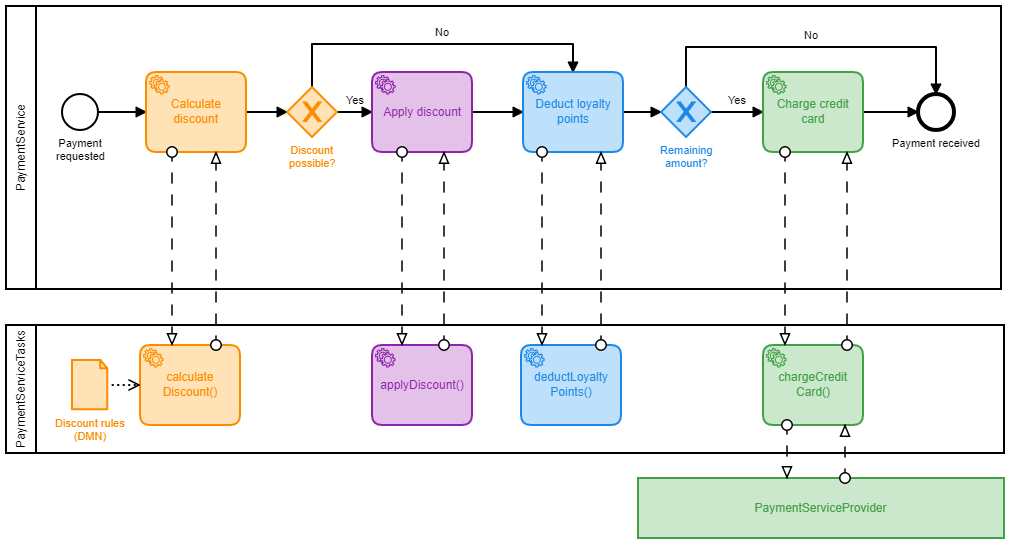 PaymentService
No
No
Calculate
discount
Yes
Apply discount
Deduct loyalty
points
Yes
Charge credit
card
Payment
requested
Discount
possible?
Remaining
amount?
Payment received
PaymentServiceTasks
calculate
Discount()
applyDiscount()
deductLoyalty
Points()
chargeCredit
Card()
Discount rules
(DMN)
PaymentServiceProvider